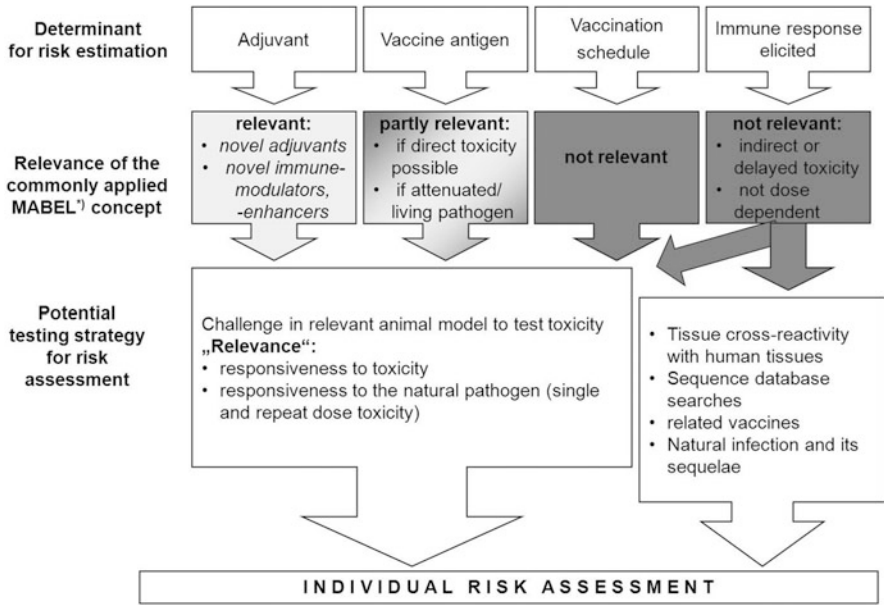 Determinant
for risk estimation
Adjuvant
Vaccine antigen
Vaccination
schedule
Immune response
elicited
Relevance of the
commonly applied
MABEL*) concept
relevant:
• novel adjuvants
• novel immune-
modulators,
-enhancers
partly relevant:
• if direct toxicity
possible
• if attenuated/
living pathogen
not relevant
not relevant:
• indirect or
delayed toxicity
• not dose
dependent
Potential
testing strategy
for risk
assessment
Challenge in relevant animal model to test toxicity
„Relevance“:
• responsiveness to toxicity
• responsiveness to the natural pathogen (single
and repeat dose toxicity)
• Tissue cross-reactivity
with human tissues
• Sequence database
searches
• related vaccines
• Natural infection and its
sequelae
INDIVIDUAL RISK ASSESSMENT